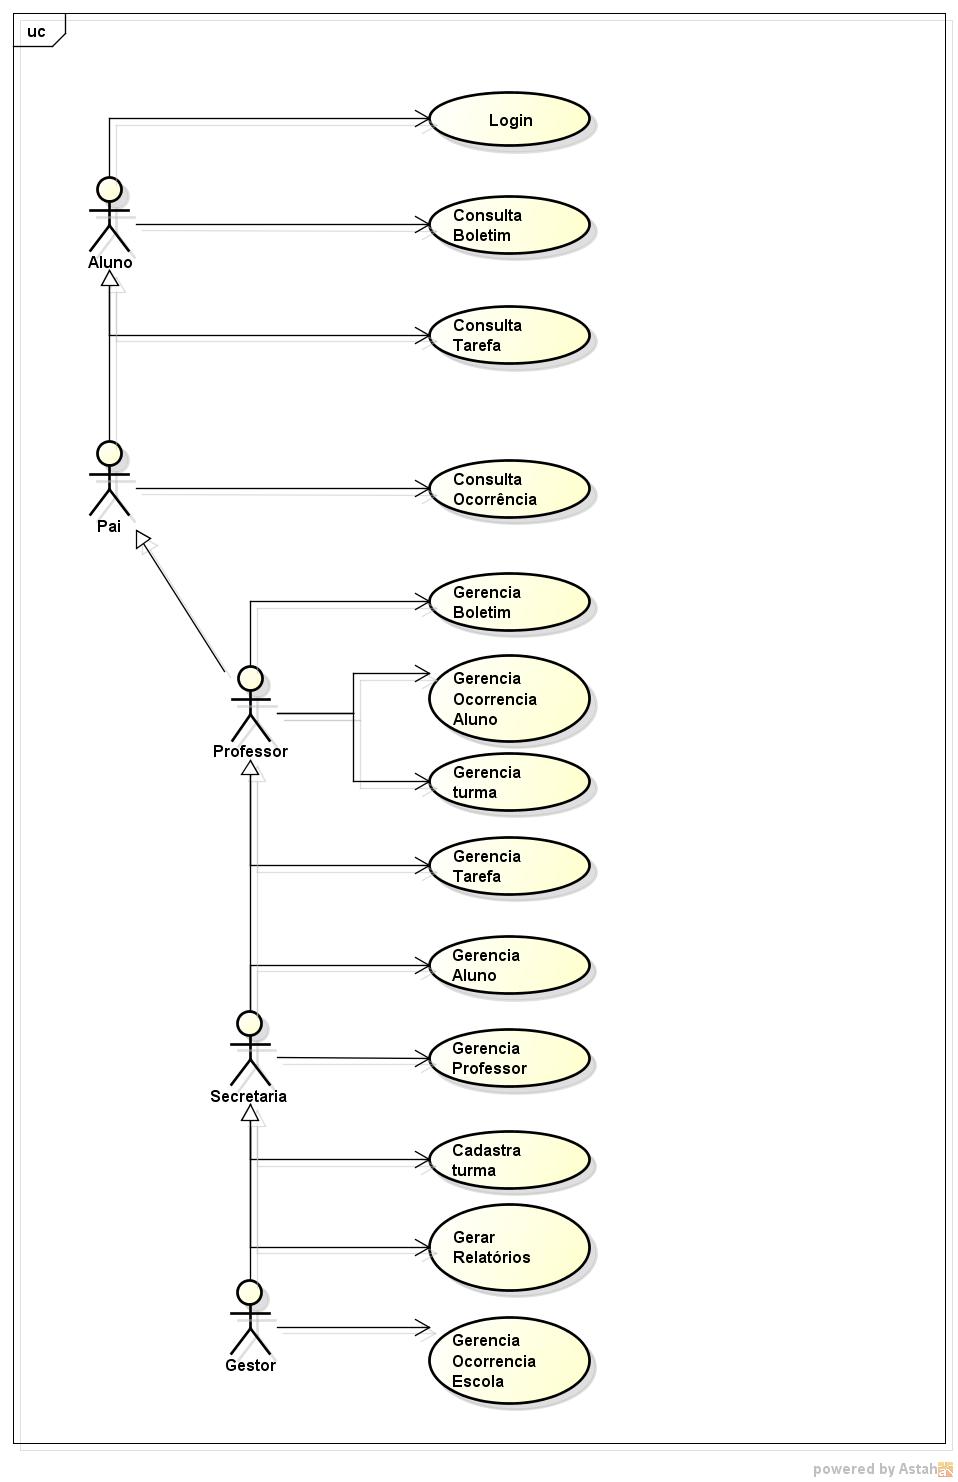 uc
Login
Consulta
Boletim
Aluno
Consulta
Tarefa
Consulta
Ocorrência
Pai
Gerencia
Boletim
Gerencia
Ocorrencia
Aluno
Professor
Gerencia
turma
Gerencia
Tarefa
Gerencia
Aluno
Gerencia
Professor
Secretaria
Cadastra
turma
Gerar
Relatórios
Gerencia
Ocorrencia
Escola
Gestor
powered by Astah